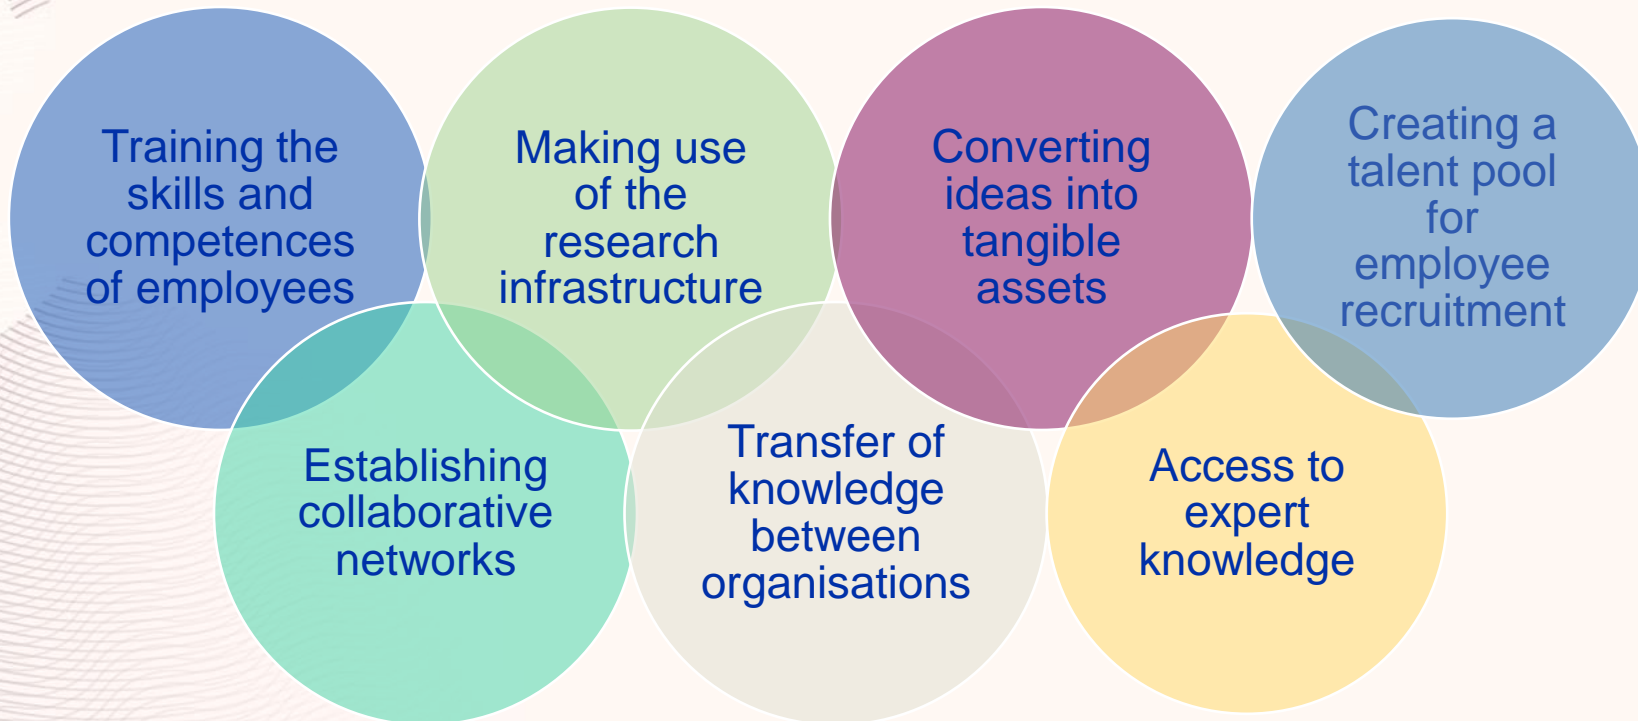 Training the
skills and
competences
of employees
Making use
of the
research
infrastructure
Converting
ideas into
tangible
assets
Creating a
talent pool
for
employee
recruitment
Establishing
collaborative
networks
Transfer of
knowledge
between
organisations
Access to
expert
knowledge